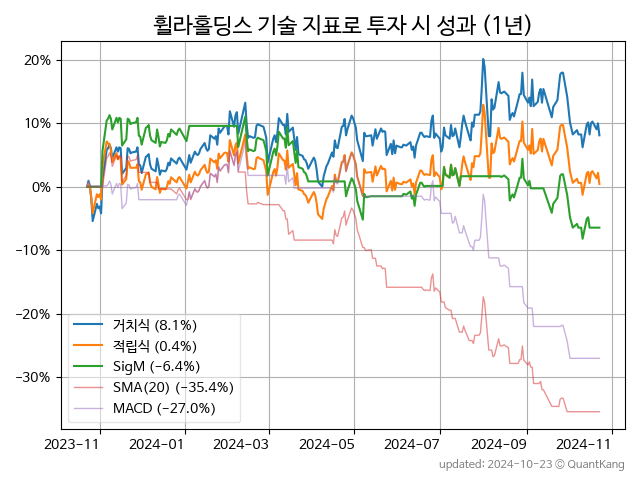 휠라홀딩스 기술 지표로 투자 시 성과 (1년)
20%
10%
0%
−10%
−20%
−30%
거치식 (8.1%)
적립식 (0.4%)
SigM (−6.4%)
SMA(20) (−35.4%)
MACD (−27.0%)
2023-11 2024-01 2024-03 2024-05 2024-07 2024-09 2024-11
updated: 2024-10-23 © QuantKang